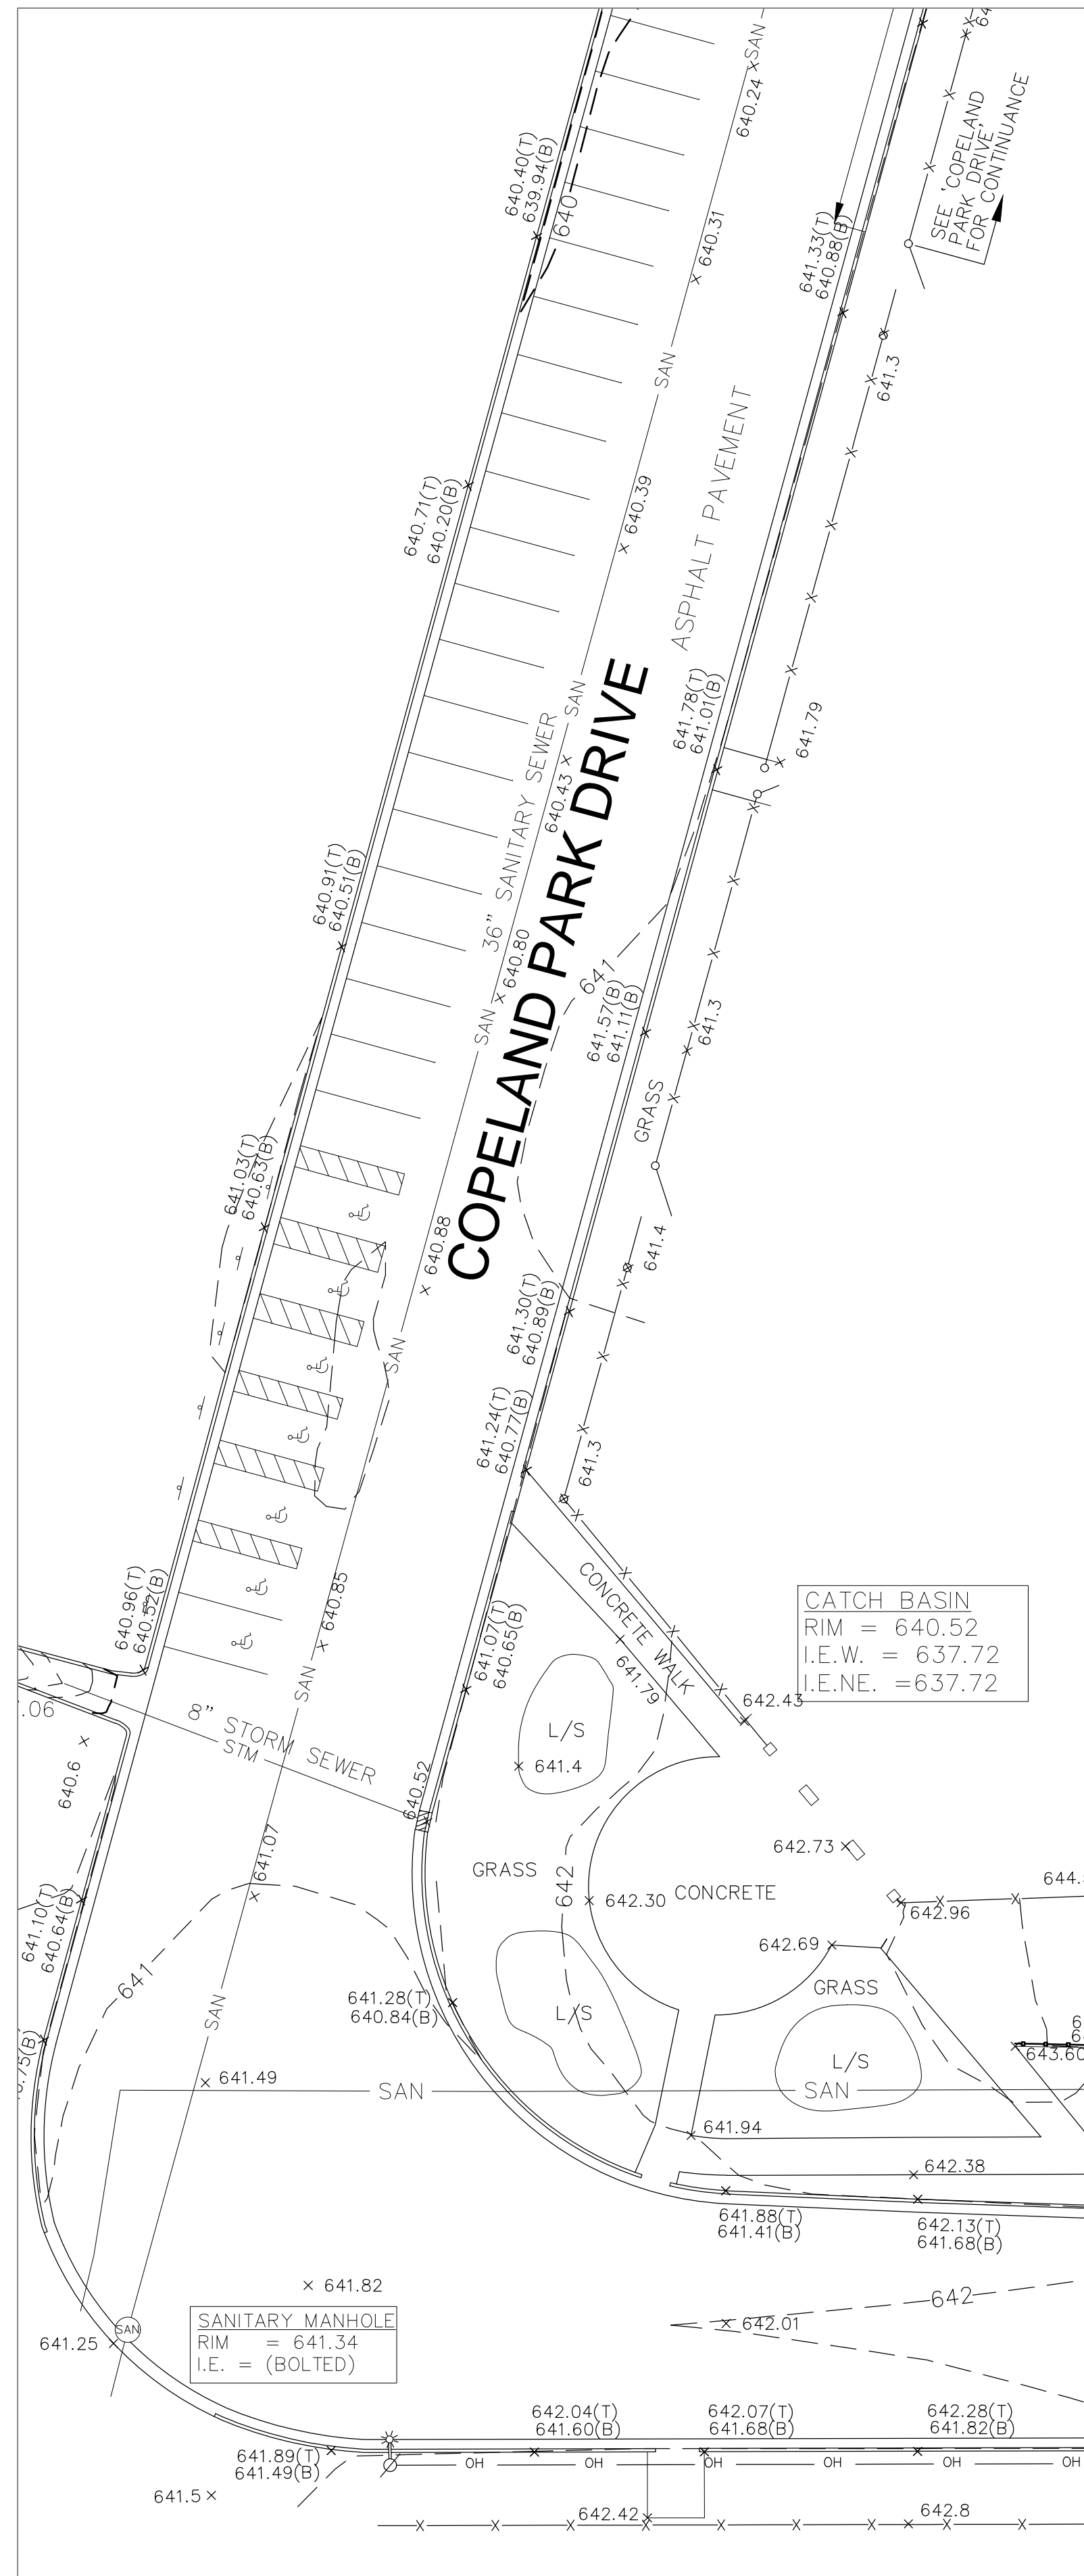 SAN
640.24
SEE 'COPELAND
PARK DRIVE'
FOR CONTINUANCE
640.40(T)
639.94(B)
640
640.31
641.33(T)
640.88(B)
641.3
SAN
640.71(T)
640.20(B)
640.39
ASPHALT PAVEMENT
641.78(T)
641.01(B)
641.79
SAN
36" SANITARY SEWER
640.43
COPELAND PARK DRIVE
640.91(T)
640.51(B)
640.80
SAN
641
641.57(B)
641.11(B)
641.3
GRASS
641.03(T)
640.63(B)
640.88
641.4
SAN
641.30(T)
640.89(B)
641.24(T)
640.77(B)
641.3
640.96(T)
640.52(B)
640.85
SAN
CONCRETE WALK
641.07(T)
640.65(B)
641.79
CATCH BASIN
RIM = 640.52
I.E.W. = 637.72
I.E.NE. =637.72
642.43
.06
8" STORM SEWER
STM
640.6
L/S
641.4
640.52
642.73
641.07
GRASS
642
642.30
CONCRETE
642.96
641.10(T)
640.64(B)
642.69
641
SAN
GRASS
641.28(T)
640.84(B)
L/S
L/S
643.60
.75(B)
641.49
SAN
SAN
641.94
642.38
641.88(T)
641.41(B)
642.13(T)
641.68(B)
641.82
642
642.01
SANITARY MANHOLE
RIM = 641.34
I.E. = (BOLTED)
SAN
641.25
642.04(T)
641.60(B)
642.07(T)
641.68(B)
642.28(T)
641.82(B)
641.89(T)
641.49(B)
OH
OH
OH
OH
OH
OH
641.5
642.42
642.8